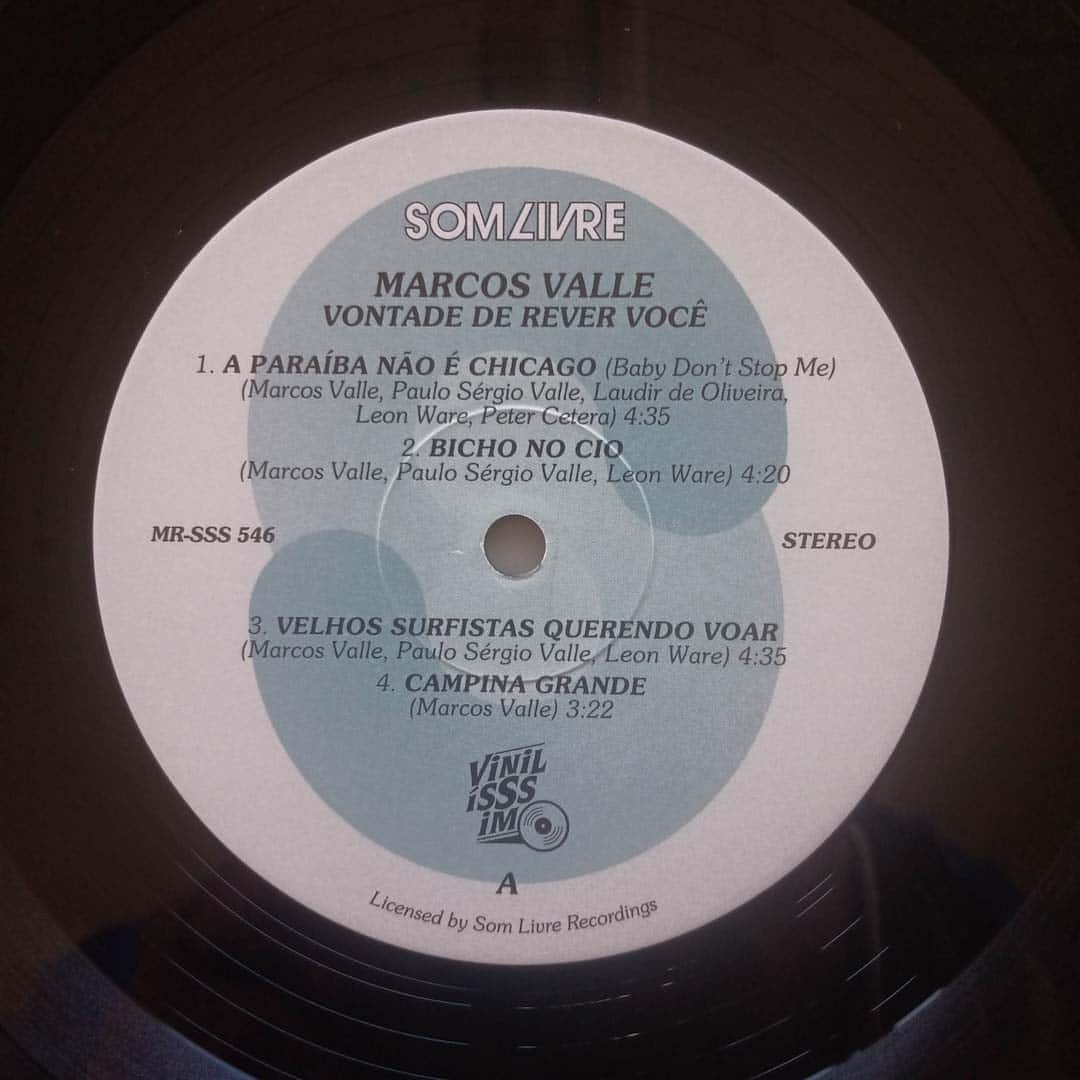 SOM LIVRE
MARCOS VALLE
VONTADE DE REVER VOCÊ
1. A PARAÍBA NÃO É CHICAGO (Baby Don't Stop Me)
(Marcos Valle, Paulo Sérgio Valle, Laudir de Oliveira,
Leon Ware, Peter Cetera) 4:35
2. BICHO NO CIO
(Marcos Valle, Paulo Sérgio Valle, Leon Ware) 4:20
MR-SSS 546
STEREO
3. VELHOS SURFISTAS QUERENDO VOAR
(Marcos Valle, Paulo Sérgio Valle, Leon Ware) 4:35
4. CAMPINA GRANDE
(Marcos Valle) 3:22
ViNiL
iSSS
iMO
A
Licensed by Som Livre Recordings